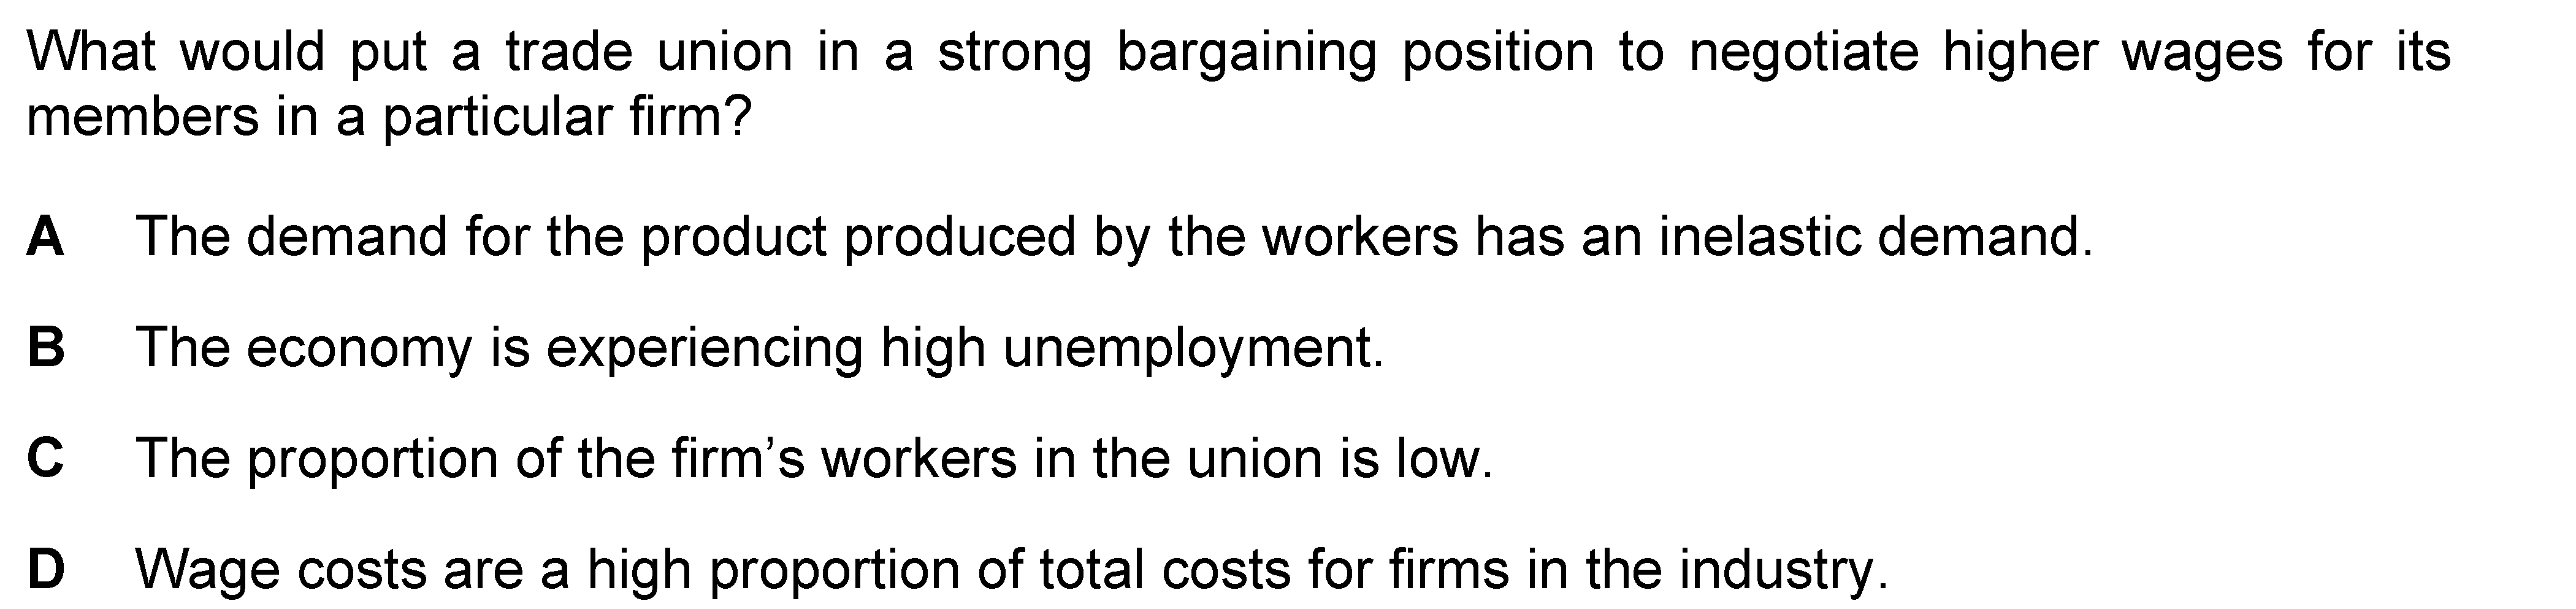 What would put a trade union in a strong bargaining position to negotiate higher wages for its
members in a particular firm?
A The demand for the product produced by the workers has an inelastic demand.
B The economy is experiencing high unemployment.
C The proportion of the firm’s workers in the union is low.
D Wage costs are a high proportion of total costs for firms in the industry.